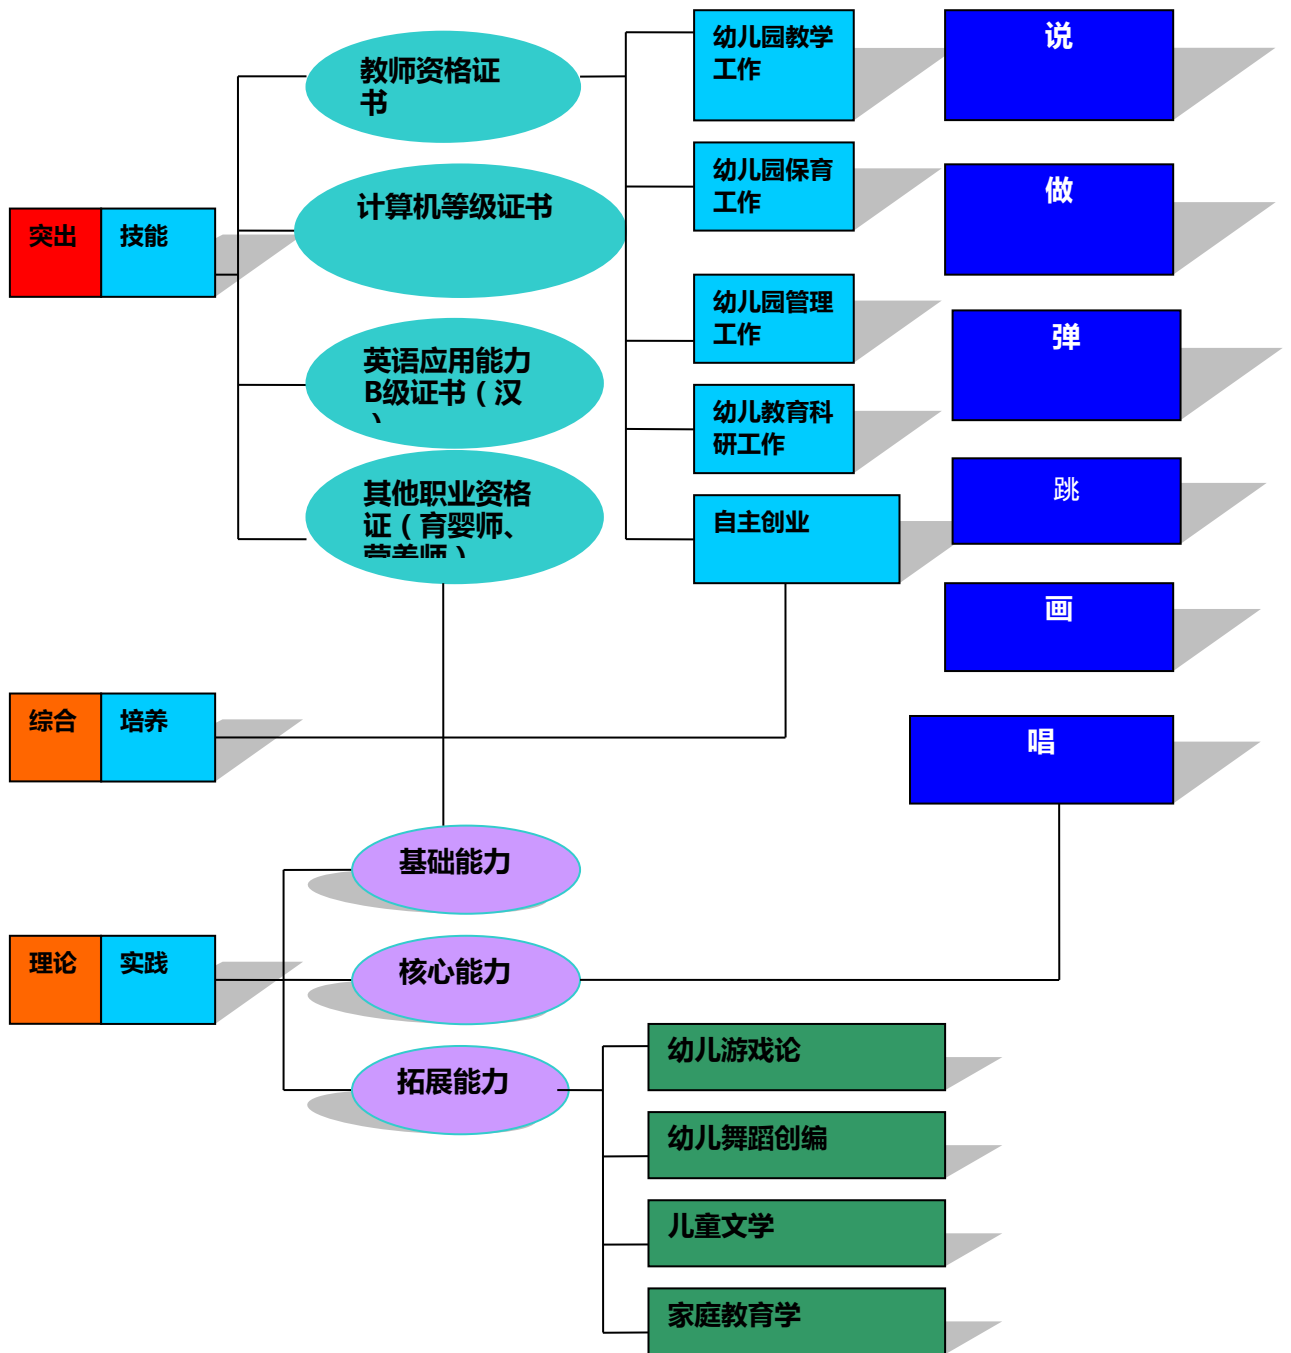 教师资格证
书
幼儿园教学
工作
说
计算机等级证书
幼儿园保育
工作
做
突出 技能
英语应用能力
B级证书（汉
）
幼儿园管理
工作
弹
幼儿教育科
研工作
其他职业资格
证（育婴师、
营养师）
自主创业
跳
画
综合 培养
唱
基础能力
理论 实践
核心能力
拓展能力
幼儿游戏论
幼儿舞蹈创编
儿童文学
家庭教育学